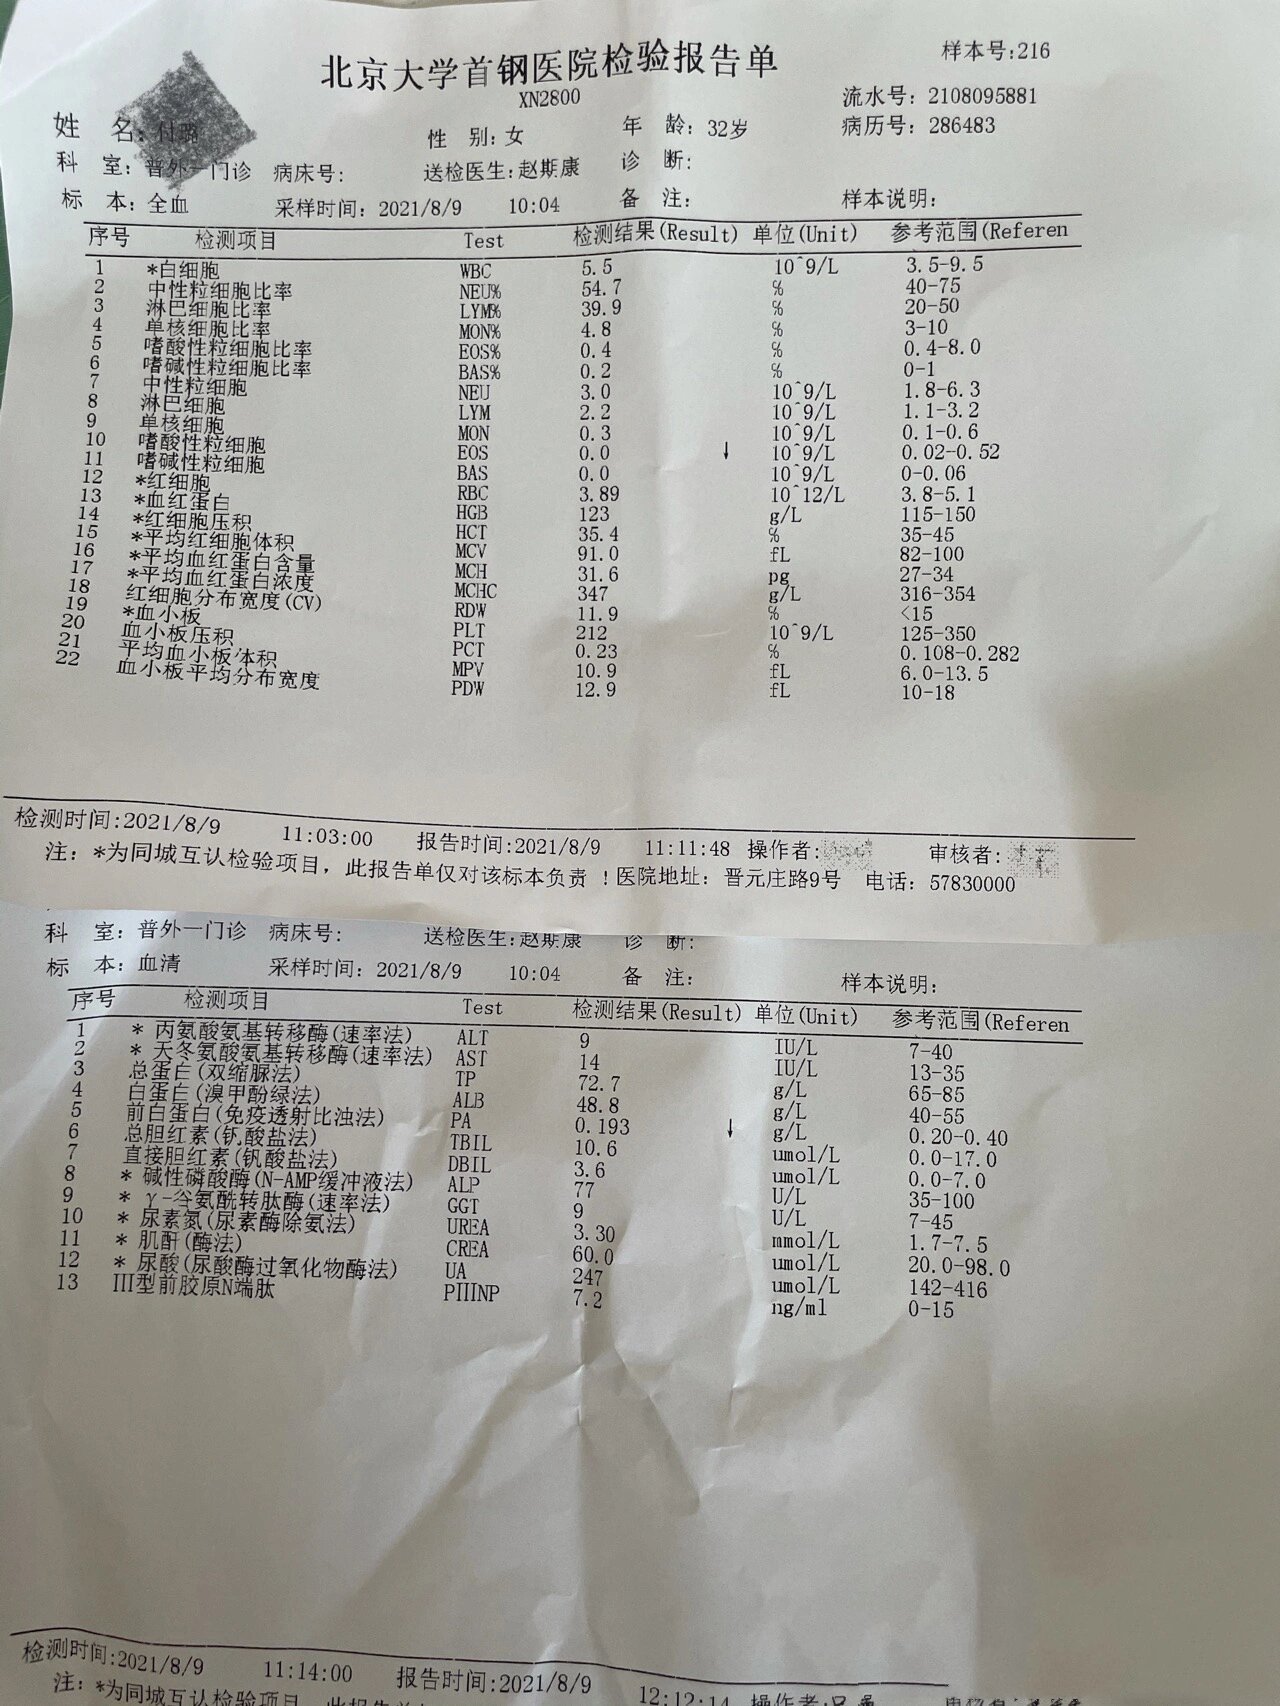 北京大学首钢医院检验报告单 样本号:216
XN2800 流水号: 2108095881
姓 名: 性 别: 女 年 龄: 32岁 病历号: 286483
科 室: 普外一门诊 病床号: 送检医生: 赵期康 诊 断:
标 本: 全血 采样时间: 2021/8/9 10:04 备 注: 样本说明:
序号 检测项目 Test 检测结果(Result) 单位(Unit) 参考范围(Referen
1 *白细胞 WBC 5.5 10^9/L 3.5-9.5
2 中性粒细胞比率 NEU% 54.7 % 40-75
3 淋巴细胞比率 LYM% 39.9 % 20-50
4 单核细胞比率 MON% 4.8 % 3-10
5 嗜酸性粒细胞比率 EOS% 0.4 % 0.4-8.0
6 嗜碱性粒细胞比率 BAS% 0.2 % 0-1
7 中性粒细胞 NEU 3.0 10^9/L 1.8-6.3
8 淋巴细胞 LYM 2.2 10^9/L 1.1-3.2
9 单核细胞 MON 0.3 10^9/L 0.1-0.6
10 嗜酸性粒细胞 EOS 0.0 ↓ 10^9/L 0.02-0.52
11 嗜碱性粒细胞 BAS 0.0 10^9/L 0-0.06
12 *红细胞 RBC 3.89 10^12/L 3.8-5.1
13 *血红蛋白 HGB 123 g/L 115-150
14 *红细胞压积 HCT 35.4 % 35-45
15 *平均红细胞体积 MCV 91.0 fL 82-100
16 *平均血红蛋白含量 MCH 31.6 pg 27-34
17 *平均血红蛋白浓度 MCHC 347 g/L 316-354
18 红细胞分布宽度(CV) RDW 11.9 % <15
19 *血小板 PLT 212 10^9/L 125-350
20 血小板压积 PCT 0.23 % 0.108-0.282
21 平均血小板体积 MPV 10.9 fL 6.0-13.5
22 血小板平均分布宽度 PDW 12.9 fL 10-18
检测时间:2021/8/9 11:03:00 报告时间:2021/8/9 11:11:48 操作者: 审核者:
注: *为同城互认检验项目, 此报告单仅对该标本负责 ! 医院地址: 晋元庄路9号 电话: 57830000
科 室: 普外一门诊 病床号: 送检医生: 赵期康 诊 断:
标 本: 血清 采样时间: 2021/8/9 10:04 备 注: 样本说明:
序号 检测项目 Test 检测结果(Result) 单位(Unit) 参考范围(Referen
1 * 丙氨酸氨基转移酶(速率法) ALT 9 IU/L 7-40
2 * 天冬氨酸氨基转移酶(速率法) AST 14 IU/L 13-35
3 总蛋白(双缩脲法) TP 72.7 g/L 65-85
4 白蛋白(溴甲酚绿法) ALB 48.8 g/L 40-55
5 前白蛋白(免疫透射比浊法) PA 0.193 ↓ g/L 0.20-0.40
6 总胆红素(钒酸盐法) TBIL 10.6 umol/L 0.0-17.0
7 直接胆红素(钒酸盐法) DBIL 3.6 umol/L 0.0-7.0
8 * 碱性磷酸酶(N-AMP缓冲液法) ALP 77 U/L 35-100
9 * γ-谷氨酰转肽酶(速率法) GGT 9 U/L 7-45
10 * 尿素氮(尿素酶除氨法) UREA 3.30 mmol/L 1.7-7.5
11 * 肌酐(酶法) CREA 60.0 umol/L 20.0-98.0
12 * 尿酸(尿酸酶过氧化物酶法) UA 247 umol/L 142-416
13 III型前胶原N端肽 PIIINP 7.2 ng/ml 0-15
检测时间:2021/8/9 11:14:00 报告时间:2021/8/9 12:12:14 操作者:
注: *为同城互认检验项目, 此报告单